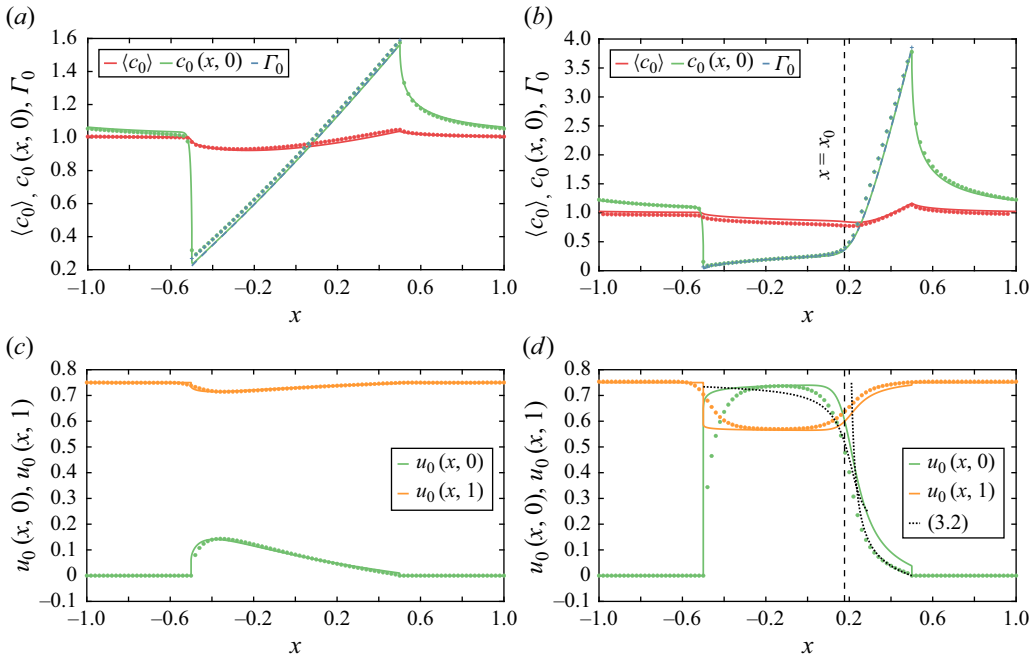 (a)
(b)
1.6
1.4
1.2
1.0
0.8
0.6
0.4
0.2
⟨c0⟩, c0 (x, 0), Γ0
⟨c0⟩ c0 (x, 0) Γ0
−1.0 −0.6 −0.2 0.2 0.6 1.0
x
4.0
3.5
3.0
2.5
2.0
1.5
1.0
0.5
0
⟨c0⟩, c0 (x, 0), Γ0
⟨c0⟩ c0 (x, 0) Γ0
x = x0
−1.0 −0.6 −0.2 0.2 0.6 1.0
x
(c)
(d)
0.8
0.7
0.6
0.5
0.4
0.3
0.2
0.1
0
−0.1
u0 (x, 0), u0 (x, 1)
u0 (x, 0)
u0 (x, 1)
−1.0 −0.6 −0.2 0.2 0.6 1.0
x
0.8
0.7
0.6
0.5
0.4
0.3
0.2
0.1
0
−0.1
u0 (x, 0), u0 (x, 1)
u0 (x, 0)
u0 (x, 1)
(3.2)
−1.0 −0.6 −0.2 0.2 0.6 1.0
x